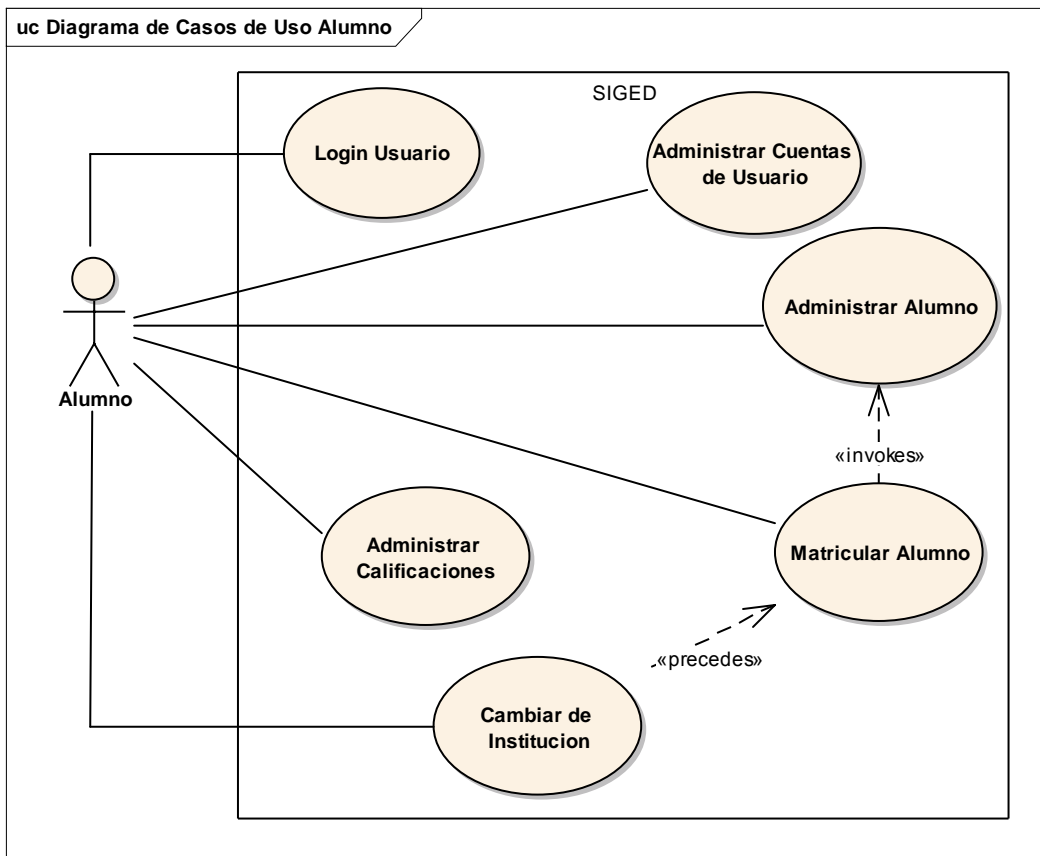 uc Diagrama de Casos de Uso Alumno
SIGED
Login Usuario
Administrar Cuentas
de Usuario
Administrar Alumno
Alumno
«invokes»
Administrar
Calificaciones
Matricular Alumno
«precedes»
Cambiar de
Institucion